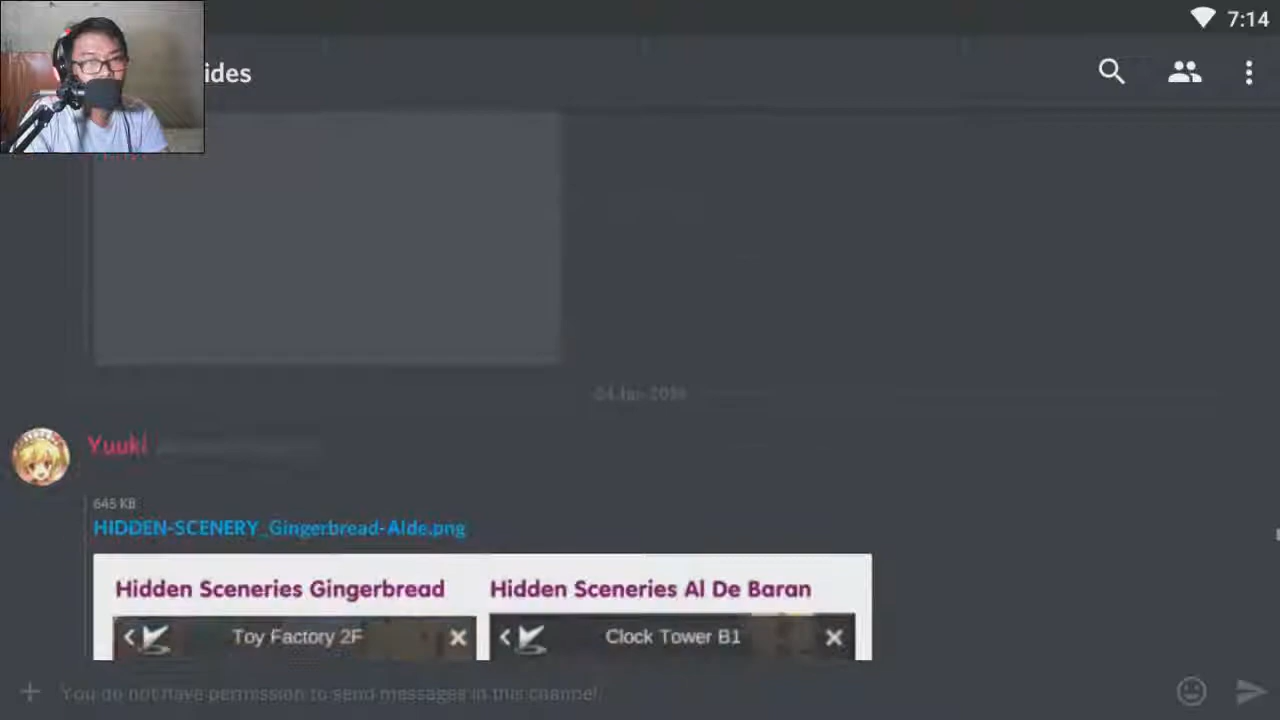 7:14
ides
Yuuki
645 KB
HIDDEN-SCENERY_Gingerbread-Alde.png
Hidden Sceneries Gingerbread
Hidden Sceneries Al De Baran
Toy Factory 2F
Clock Tower B1
You do not have permission to send messages in this channel.